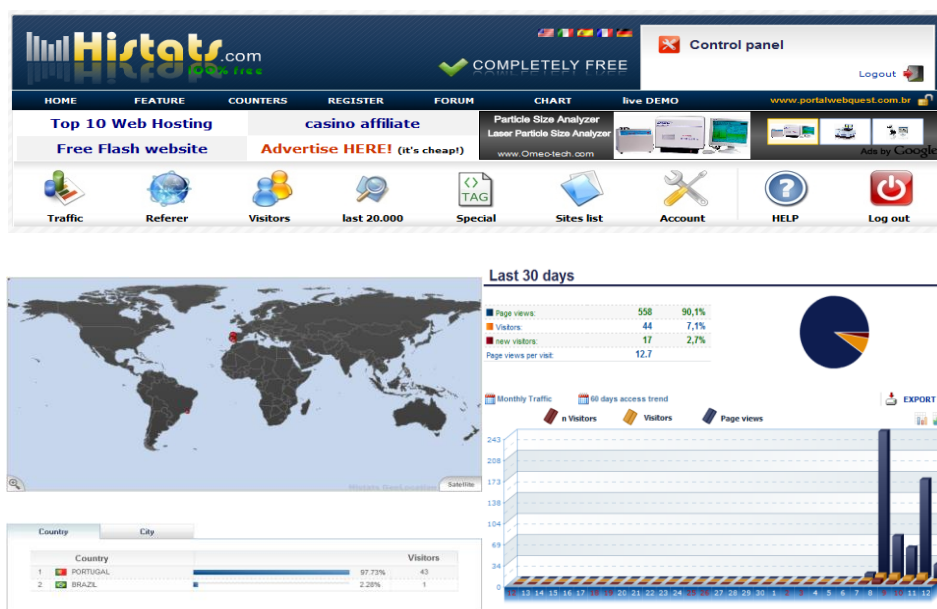 Histats.com
100% free
COMPLETELY FREE
Control panel
Logout
HOME FEATURE COUNTERS REGISTER FORUM CHART live DEMO www.portalwebquest.com.br
Top 10 Web Hosting casino affiliate
Free Flash website Advertise HERE! (it's cheap!)
Particle Size Analyzer
Laser Particle Size Analyzer
www.Omeo-tech.com
Ads by Google
TAG
Traffic Referer Visitors last 20.000 Special Sites list Account HELP Log out
Last 30 days
Page views: 558 90,1%
Visitors: 44 7,1%
new visitors: 17 2,7%
Page views per visit: 12.7
Monthly Traffic 60 days access trend EXPORT
n Visitors Visitors Page views
243
208
173
138
104
69
34
0
12 13 14 15 16 17 18 19 20 21 22 23 24 25 26 27 28 29 30 1 2 3 4 5 6 7 8 9 10 11 12
Satellite
Country City
Country Visitors
1 PORTUGAL 97.73% 43
2 BRAZIL 2.28% 1